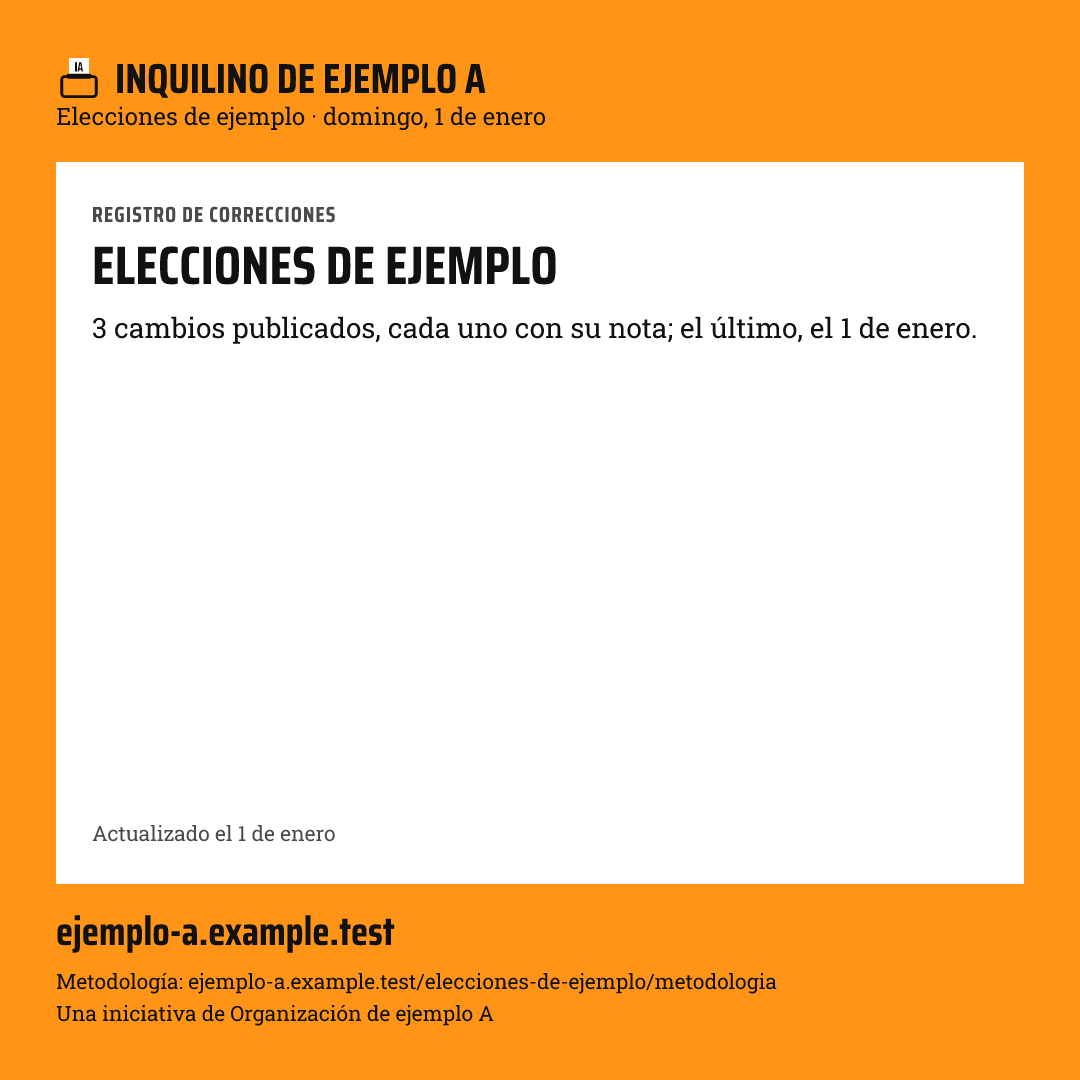 IA
INQUILINO DE EJEMPLO A
Elecciones de ejemplo · domingo, 1 de enero
REGISTRO DE CORRECCIONES
ELECCIONES DE EJEMPLO
3 cambios publicados, cada uno con su nota; el último, el 1 de enero.
Actualizado el 1 de enero
ejemplo-a.example.test
Metodología: ejemplo-a.example.test/elecciones-de-ejemplo/metodologia
Una iniciativa de Organización de ejemplo A